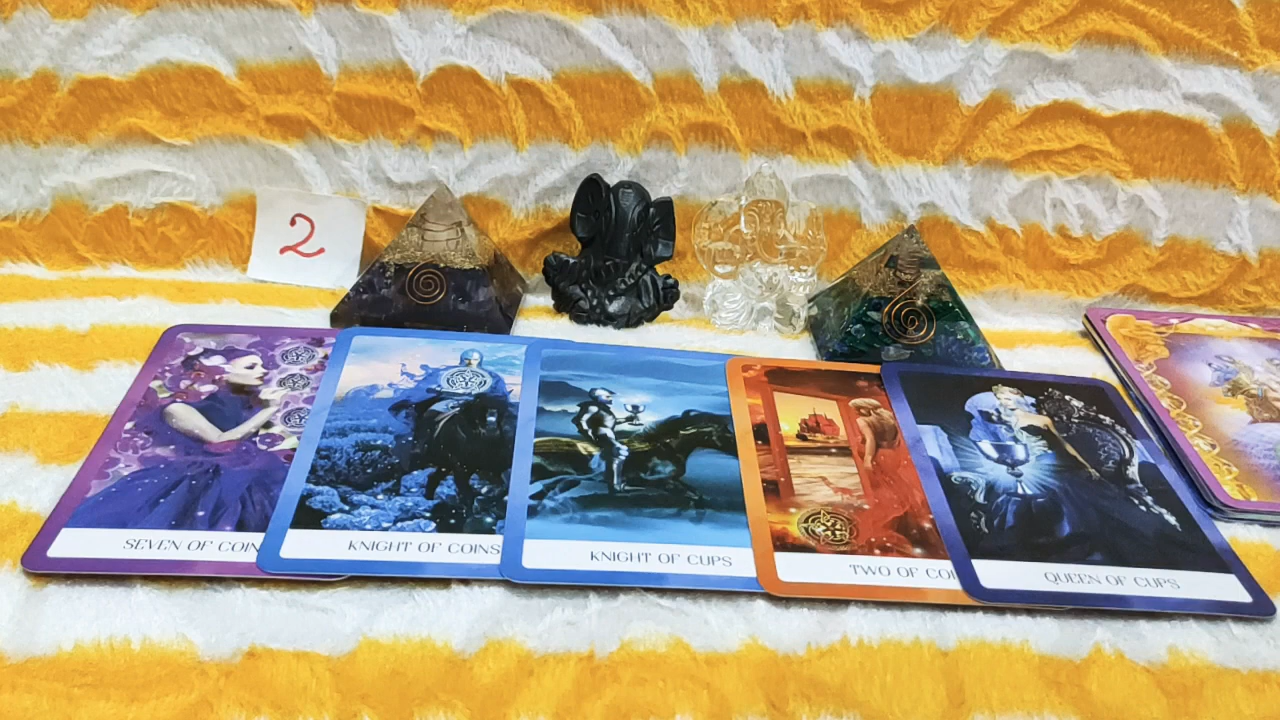 2
SEVEN OF COIN
KNIGHT OF COINS
KNIGHT OF CUPS
TWO OF CO
QUEEN OF CUPS